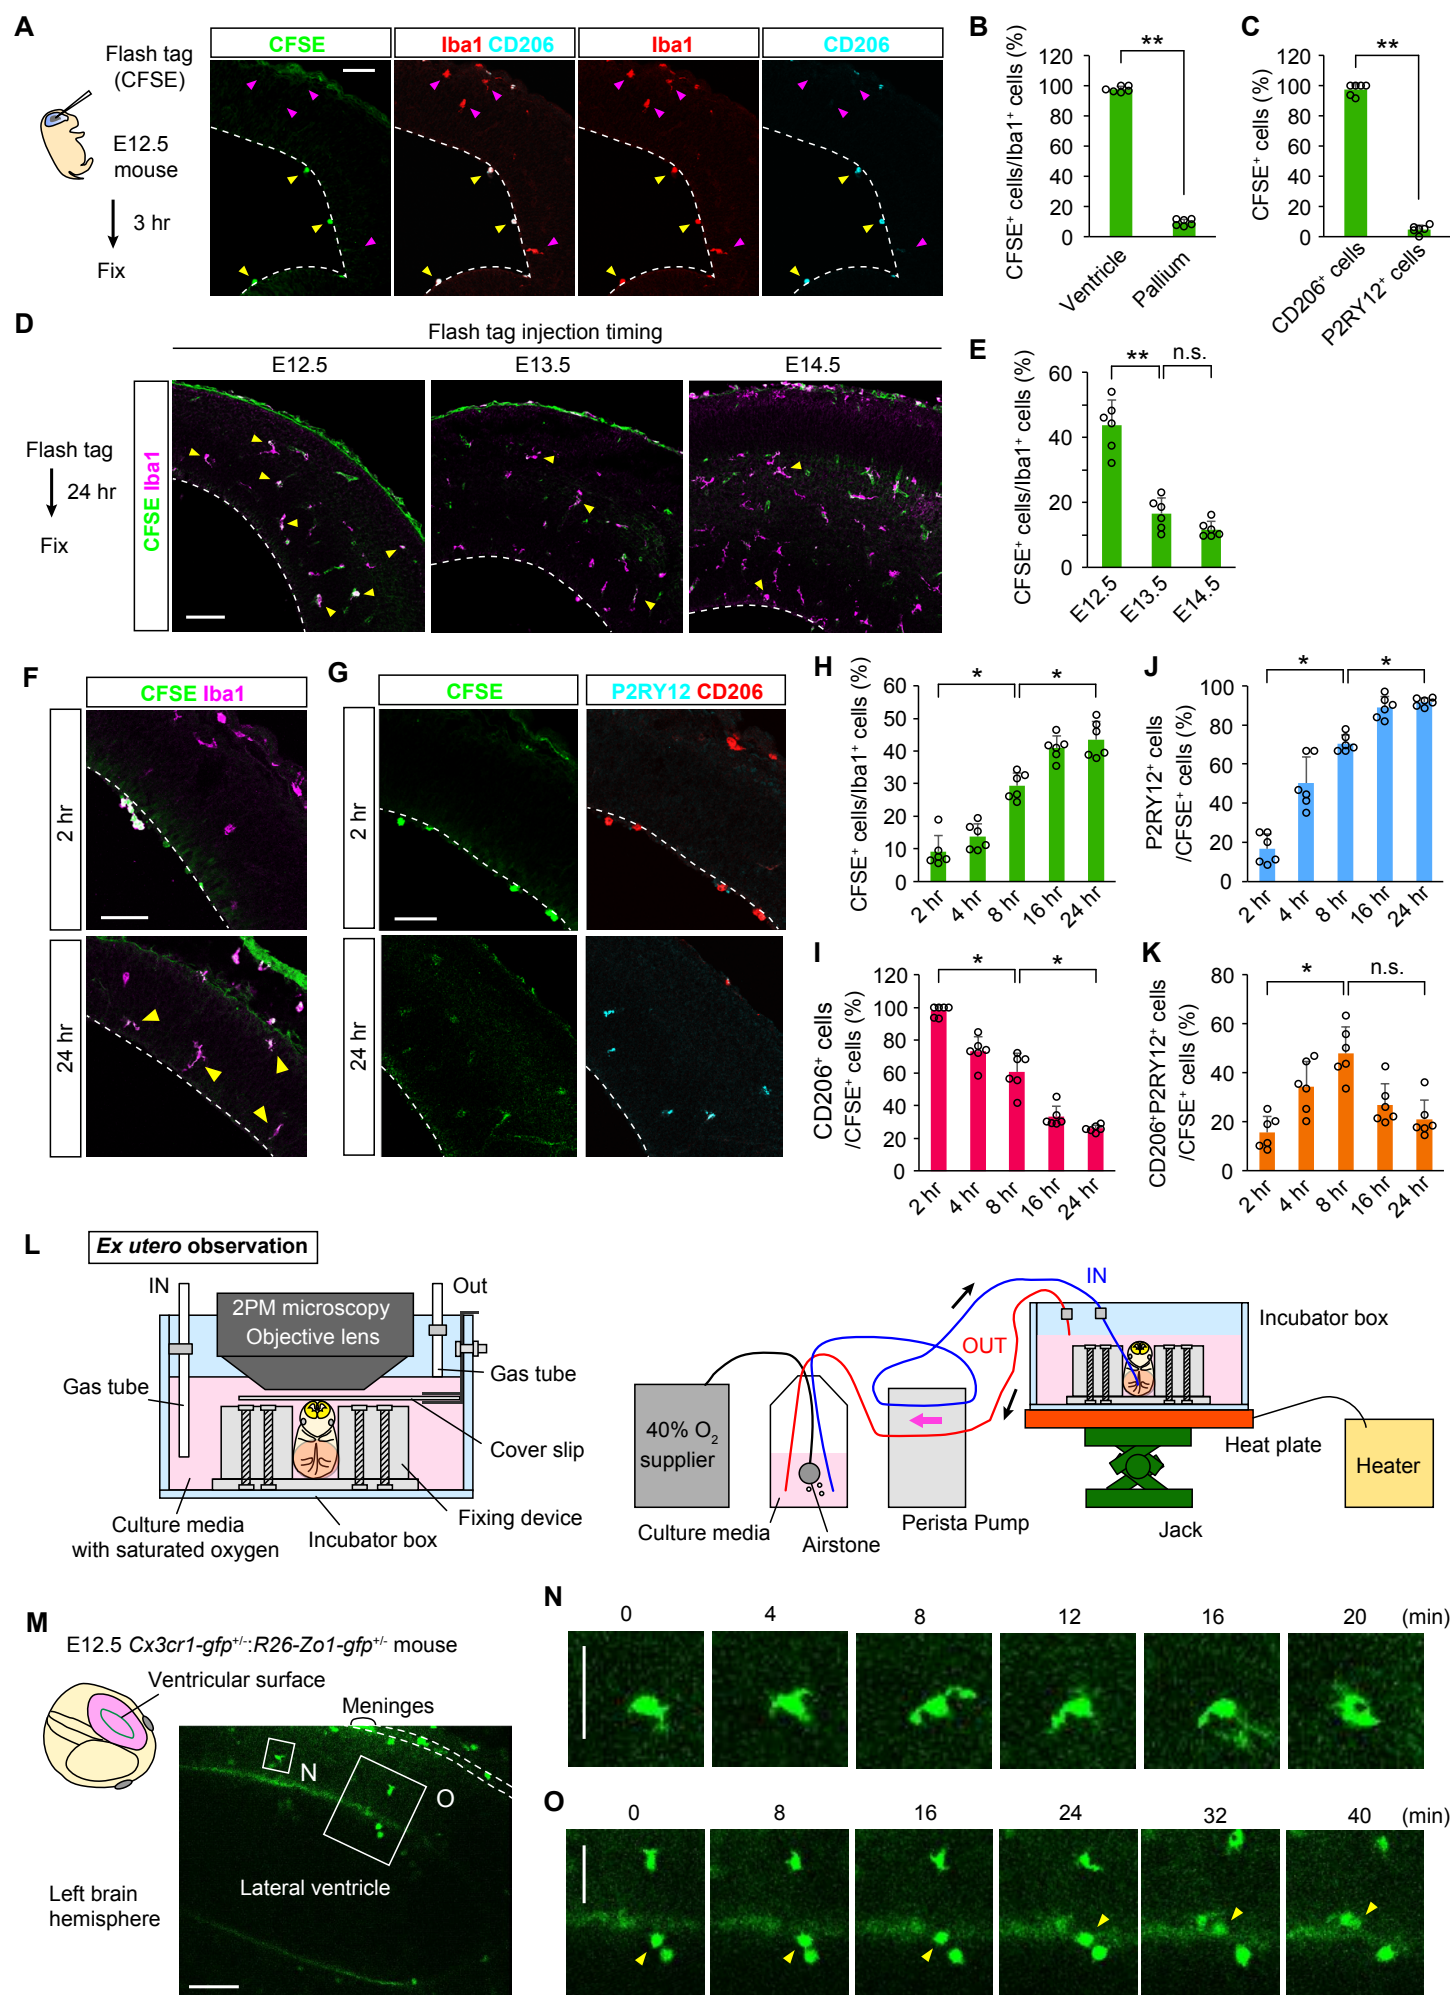 A
Flash tag
(CFSE)
E12.5
mouse
3 hr
Fix
CFSE
Iba1 CD206
Iba1
CD206
B
CFSE+ cells/Iba1+ cells (%)
120
100
80
60
40
20
0
**
Ventricle
Pallium
C
CFSE+ cells (%)
120
100
80
60
40
20
0
**
CD206+ cells
P2RY12+ cells
D
Flash tag injection timing
E12.5
E13.5
E14.5
Flash tag
24 hr
Fix
CFSE Iba1
E
CFSE+ cells/Iba1+ cells (%)
60
40
20
0
**
n.s.
E12.5
E13.5
E14.5
F
CFSE Iba1
2 hr
24 hr
G
CFSE
P2RY12 CD206
2 hr
24 hr
H
CFSE+ cells/Iba1+ cells (%)
60
50
40
30
20
10
0
*
*
2 hr
4 hr
8 hr
16 hr
24 hr
J
P2RY12+ cells
/CFSE+ cells (%)
100
80
60
40
20
0
*
*
2 hr
4 hr
8 hr
16 hr
24 hr
I
CD206+ cells
/CFSE+ cells (%)
120
100
80
60
40
20
0
*
*
2 hr
4 hr
8 hr
16 hr
24 hr
K
CD206+P2RY12+ cells
/CFSE+ cells (%)
80
60
40
20
0
*
n.s.
2 hr
4 hr
8 hr
16 hr
24 hr
L
Ex utero observation
IN
Out
2PM microscopy
Objective lens
Gas tube
Gas tube
Cover slip
Fixing device
Culture media
with saturated oxygen
Incubator box
40% O2
supplier
Culture media
Airstone
Perista Pump
IN
OUT
Incubator box
Heat plate
Jack
Heater
M
E12.5 Cx3cr1-gfp+/-:R26-Zo1-gfp+/- mouse
Ventricular surface
Meninges
N
O
Lateral ventricle
Left brain
hemisphere
N
0
4
8
12
16
20
(min)
O
0
8
16
24
32
40
(min)